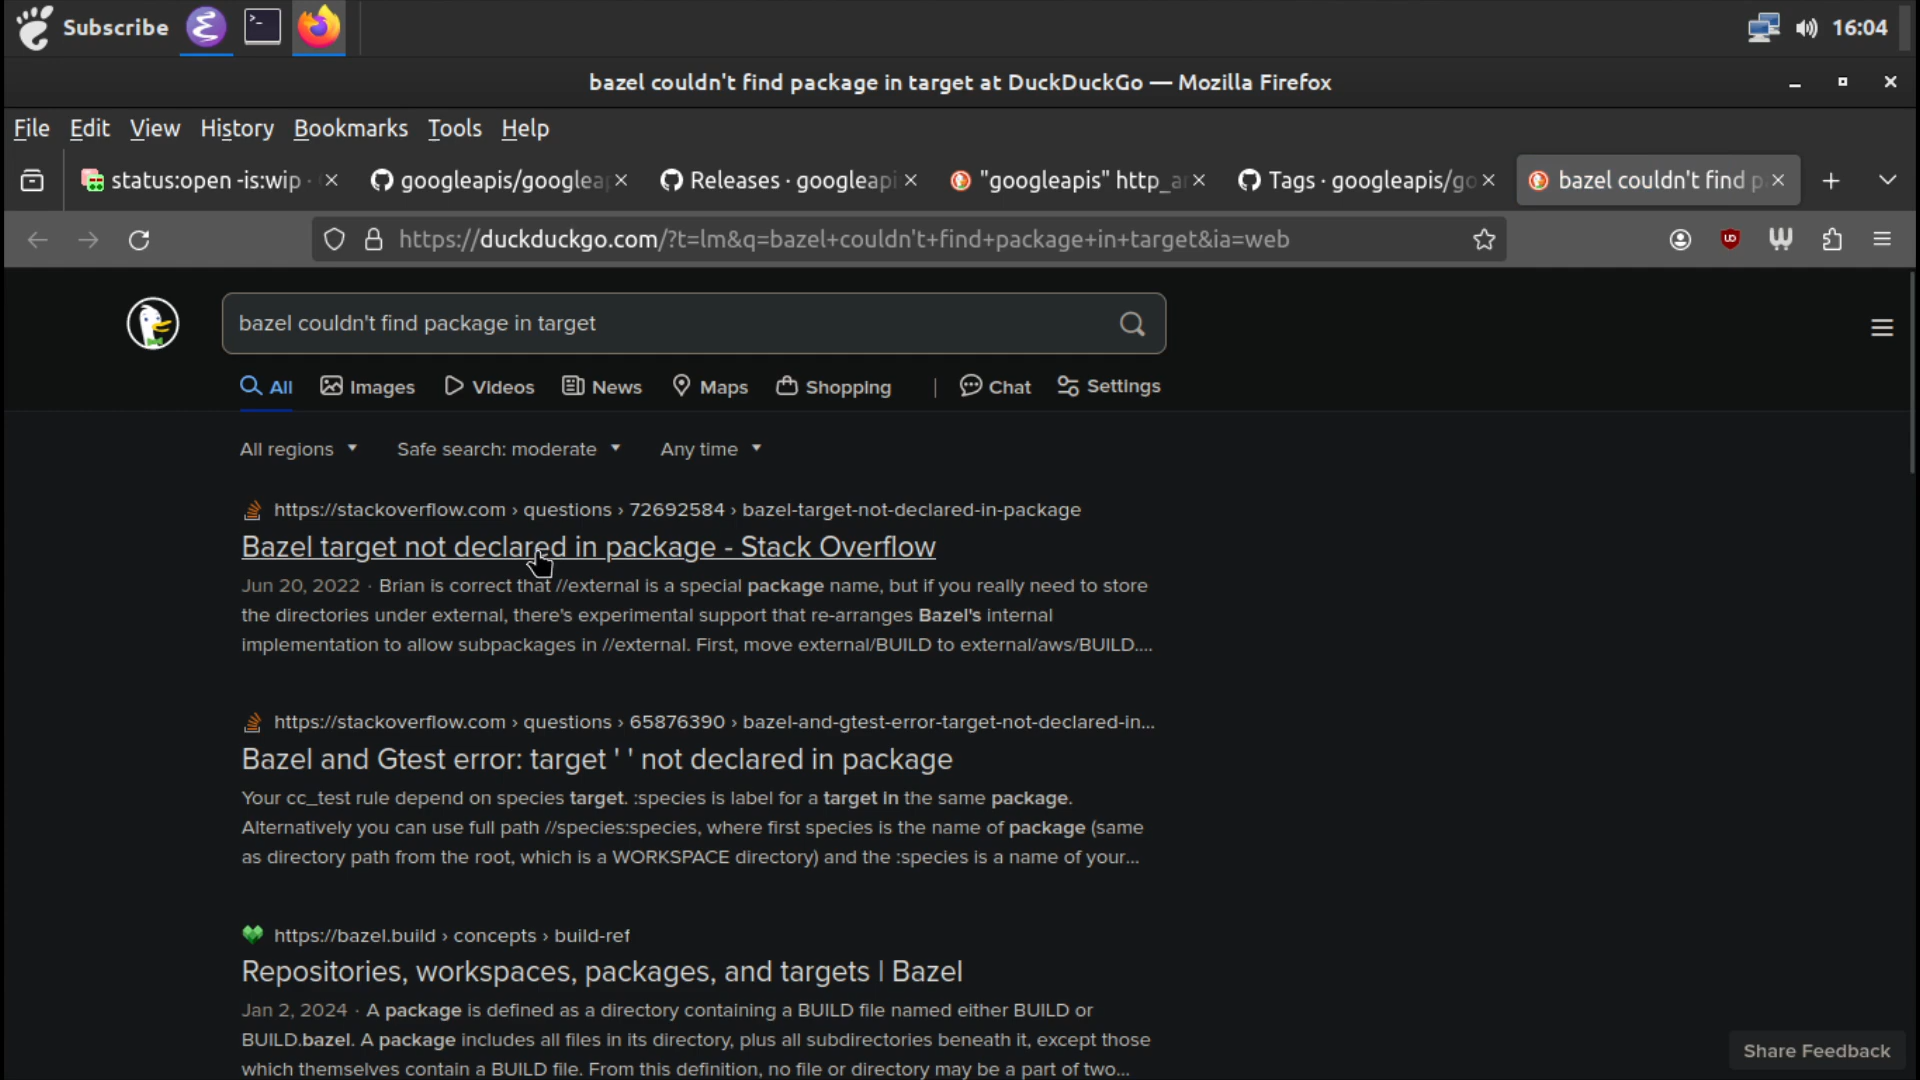 Subscribe
16:04
bazel couldn't find package in target at DuckDuckGo — Mozilla Firefox
File Edit View History Bookmarks Tools Help
status:open -is:wip ·
googleapis/googleap
Releases · googleapi
"googleapis" http_a
Tags · googleapis/go
bazel couldn't find p
https://duckduckgo.com/?t=lm&q=bazel+couldn't+find+package+in+target&ia=web
bazel couldn't find package in target
All Images Videos News Maps Shopping | Chat Settings
All regions Safe search: moderate Any time
https://stackoverflow.com › questions › 72692584 › bazel-target-not-declared-in-package
Bazel target not declared in package - Stack Overflow
Jun 20, 2022 · Brian is correct that //external is a special package name, but if you really need to store
the directories under external, there's experimental support that re-arranges Bazel's internal
implementation to allow subpackages in //external. First, move external/BUILD to external/aws/BUILD....
https://stackoverflow.com › questions › 65876390 › bazel-and-gtest-error-target-not-declared-in...
Bazel and Gtest error: target ' ' not declared in package
Your cc_test rule depend on species target. :species is label for a target in the same package.
Alternatively you can use full path //species:species, where first species is the name of package (same
as directory path from the root, which is a WORKSPACE directory) and the :species is a name of your...
https://bazel.build › concepts › build-ref
Repositories, workspaces, packages, and targets | Bazel
Jan 2, 2024 · A package is defined as a directory containing a BUILD file named either BUILD or
BUILD.bazel. A package includes all files in its directory, plus all subdirectories beneath it, except those
which themselves contain a BUILD file. From this definition, no file or directory may be a part of two...
Share Feedback